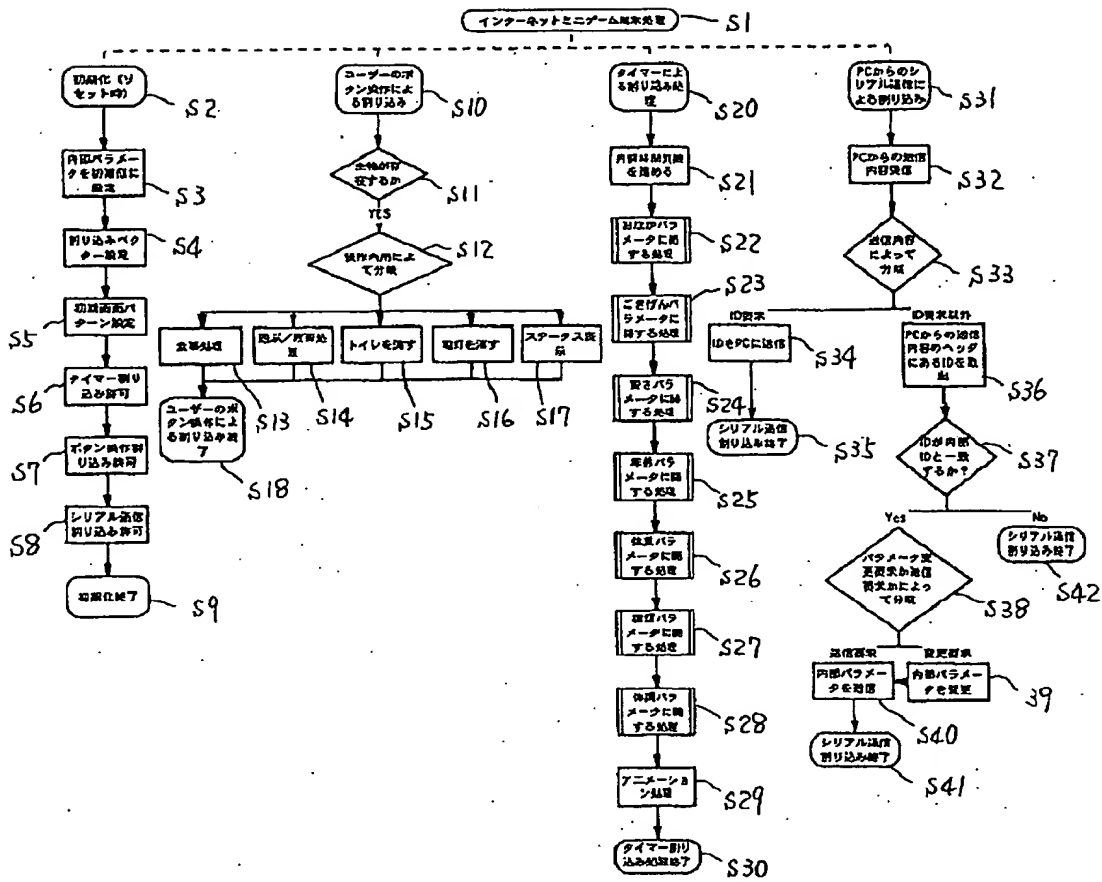 インターネットミニゲーム端末処理
S1
初期化(リ
セット時)
S2
内部パラメー
タを初期値に
設定
S3
割り込みベク
ター設定
S4
初期画面パ
ターン設定
S5
タイマー割り
込み許可
S6
ボタン操作割
り込み許可
S7
シリアル送信
割り込み許可
S8
初期化終了
S9
ユーザーのボ
タン操作によ
る割り込み
S10
生物が存
在するか
S11
YES
操作内容によ
って分岐
S12
食事処理
S13
S14
トイレを流す
S15
電灯を消す
S16
ステータス表
示
S17
ユーザーのボ
タン操作によ
る割り込み終
了
S18
タイマーによ
る割り込み処
理
S20
を進める
S21
おなかパラ
メータに関
する処理
S22
ごきげんパ
ラメータに
関する処理
S23
賢さパラ
メータに関
する処理
S24
年齢パラ
メータに関
する処理
S25
体重パラ
メータに関
する処理
S26
パラ
メータに関
する処理
S27
体調パラ
メータに関
する処理
S28
アニメーショ
ン処理
S29
タイマー割り
込み処理終了
S30
PCからのシ
リアル送信に
よる割り込み
S31
PCからの送信
内容受信
S32
送信内容
によって
分岐
S33
ID要求
IDをPCに送信
S34
シリアル送信
割り込み終了
S35
ID要求以外
PCからの送信
内容のヘッダ
にあるIDを取
出
S36
IDが内部
IDと一致
するか?
S37
Yes
No
シリアル送信
割り込み終了
S42
パラメータ変
更要求か送信
要求かによっ
て分岐
S38
送信要求
変更要求
内部パラメー
タを送信
内部パラメー
タを変更
39
S40
シリアル送信
割り込み終了
S41